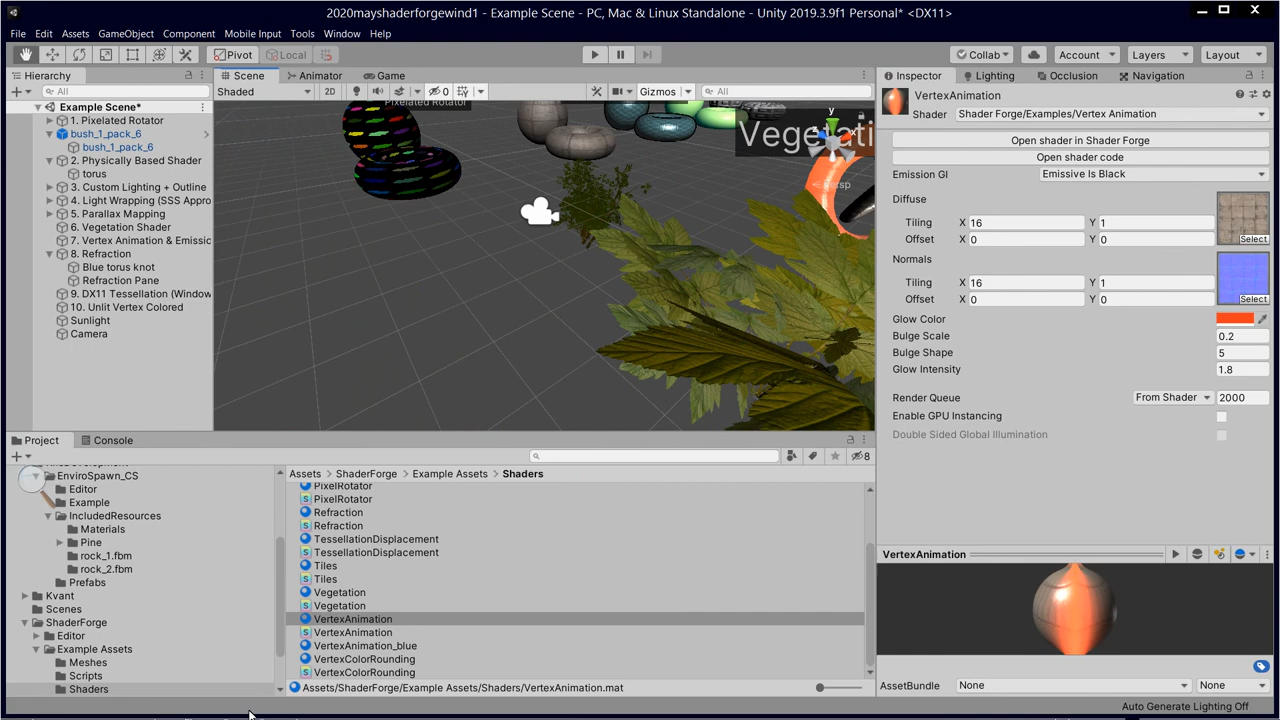 2020mayshaderforgewind1 - Example Scene - PC, Mac & Linux Standalone - Unity 2019.3.9f1 Personal* <DX11>
File Edit Assets GameObject Component Mobile Input Tools Window Help
Pivot Local Collab Account Layers Layout
Hierarchy
All
Example Scene*
1. Pixelated Rotator
bush_1_pack_6
bush_1_pack_6
2. Physically Based Shader
torus
3. Custom Lighting + Outline
4. Light Wrapping (SSS Appro
5. Parallax Mapping
6. Vegetation Shader
7. Vertex Animation & Emissic
8. Refraction
Blue torus knot
Refraction Pane
9. DX11 Tessellation (Window
10. Unlit Vertex Colored
Sunlight
Camera
Scene Animator Game
Shaded 2D 0 Gizmos All
Pixelated Rotator
Vegetati
y
x
Persp
Inspector Lighting Occlusion Navigation
VertexAnimation
Shader Shader Forge/Examples/Vertex Animation
Open shader in Shader Forge
Open shader code
Emission GI Emissive Is Black
Diffuse
Tiling X 16 Y 1
Offset X 0 Y 0
Select
Normals
Tiling X 16 Y 1
Offset X 0 Y 0
Select
Glow Color
Bulge Scale 0.2
Bulge Shape 5
Glow Intensity 1.8
Render Queue From Shader 2000
Enable GPU Instancing
Double Sided Global Illumination
VertexAnimation
AssetBundle None None
Auto Generate Lighting Off
Project Console
8
EnviroSpawn_CS
Editor
Example
IncludedResources
Materials
Pine
rock_1.fbm
rock_2.fbm
Prefabs
Kvant
Scenes
ShaderForge
Editor
Example Assets
Meshes
Scripts
Shaders
Assets > ShaderForge > Example Assets > Shaders
PixelRotator
PixelRotator
Refraction
Refraction
TessellationDisplacement
TessellationDisplacement
Tiles
Tiles
Vegetation
Vegetation
VertexAnimation
VertexAnimation
VertexAnimation_blue
VertexColorRounding
VertexColorRounding
Assets/ShaderForge/Example Assets/Shaders/VertexAnimation.mat